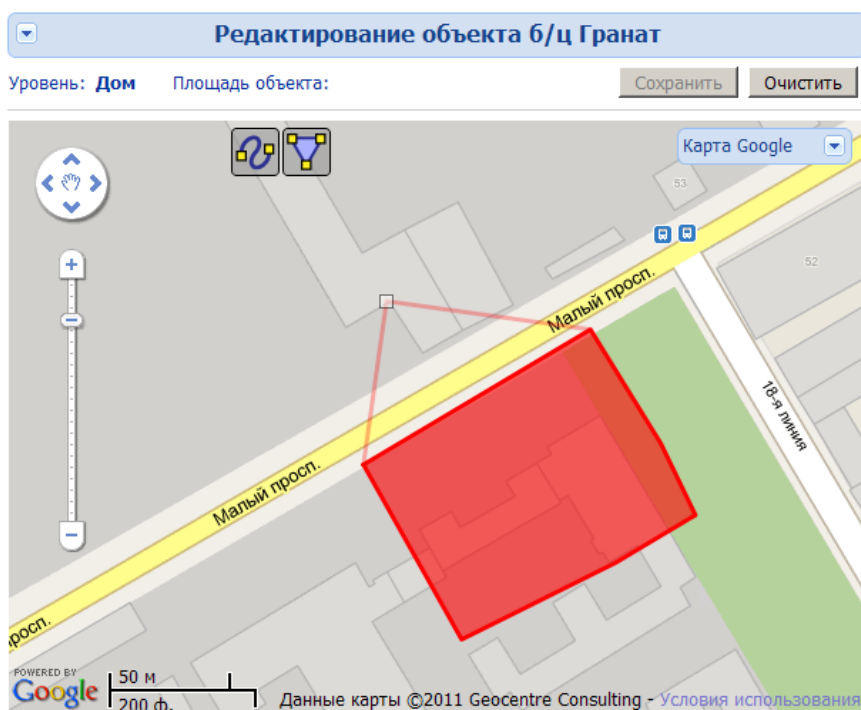 Редактирование объекта б/ц Гранат
Уровень: Дом Площадь объекта: Сохранить Очистить
Карта Google
53
52
Малый просп.
18-я линия
Малый просп.
росп.
POWERED BY
Google
50 м
200 ф.
Данные карты ©2011 Geocentre Consulting - Условия использования